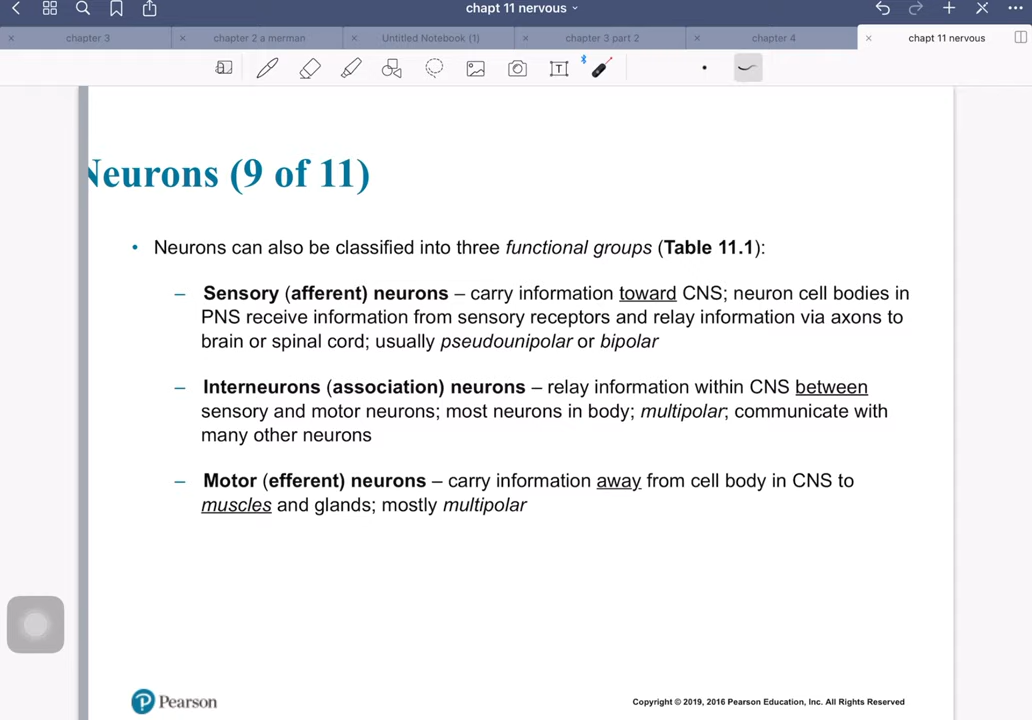 chapt 11 nervous
chapter 3
chapter 2 a merman
Untitled Notebook (1)
chapter 3 part 2
chapter 4
chapt 11 nervous
Neurons (9 of 11)
• Neurons can also be classified into three functional groups (Table 11.1):
– Sensory (afferent) neurons – carry information toward CNS; neuron cell bodies in
PNS receive information from sensory receptors and relay information via axons to
brain or spinal cord; usually pseudounipolar or bipolar
– Interneurons (association) neurons – relay information within CNS between
sensory and motor neurons; most neurons in body; multipolar; communicate with
many other neurons
– Motor (efferent) neurons – carry information away from cell body in CNS to
muscles and glands; mostly multipolar
P Pearson
Copyright © 2019, 2016 Pearson Education, Inc. All Rights Reserved